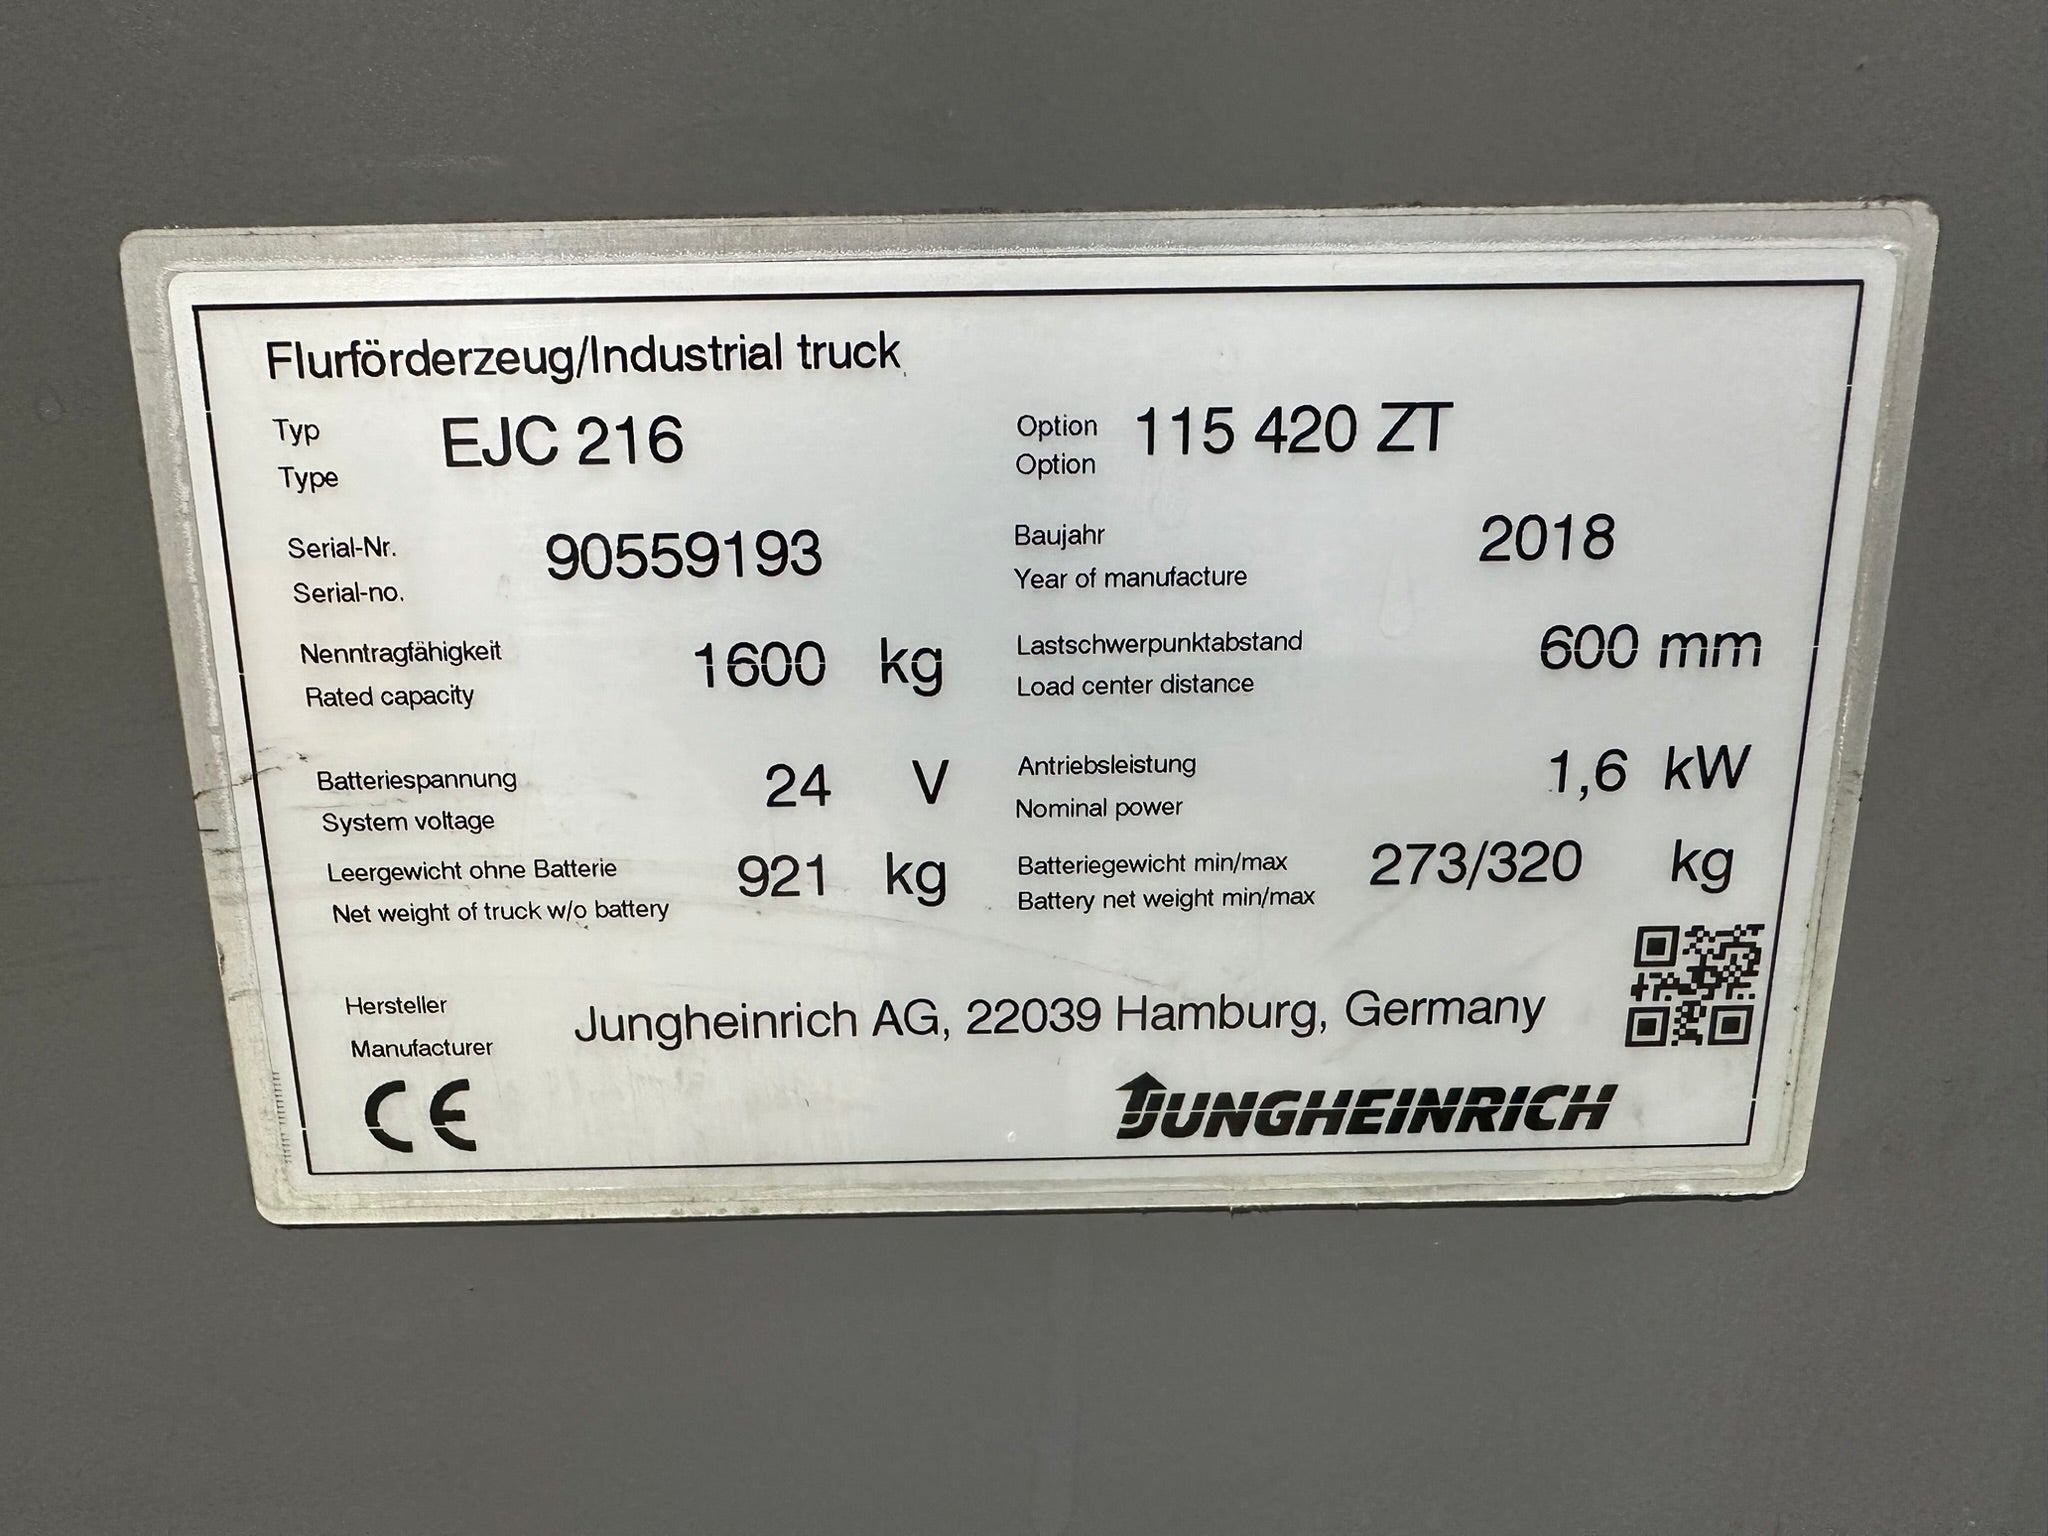 Flurförderzeug/Industrial truck
Typ
Type
EJC 216
Option
Option
115 420 ZT
Serial-Nr.
Serial-no.
90559193
Baujahr
Year of manufacture
2018
Nenntragfähigkeit
Rated capacity
1600 kg
Lastschwerpunktabstand
Load center distance
600 mm
Batteriespannung
System voltage
24 V
Antriebsleistung
Nominal power
1,6 kW
Leergewicht ohne Batterie
Net weight of truck w/o battery
921 kg
Batteriegewicht min/max
Battery net weight min/max
273/320 kg
Hersteller
Manufacturer
Jungheinrich AG, 22039 Hamburg, Germany
CE
JUNGHEINRICH